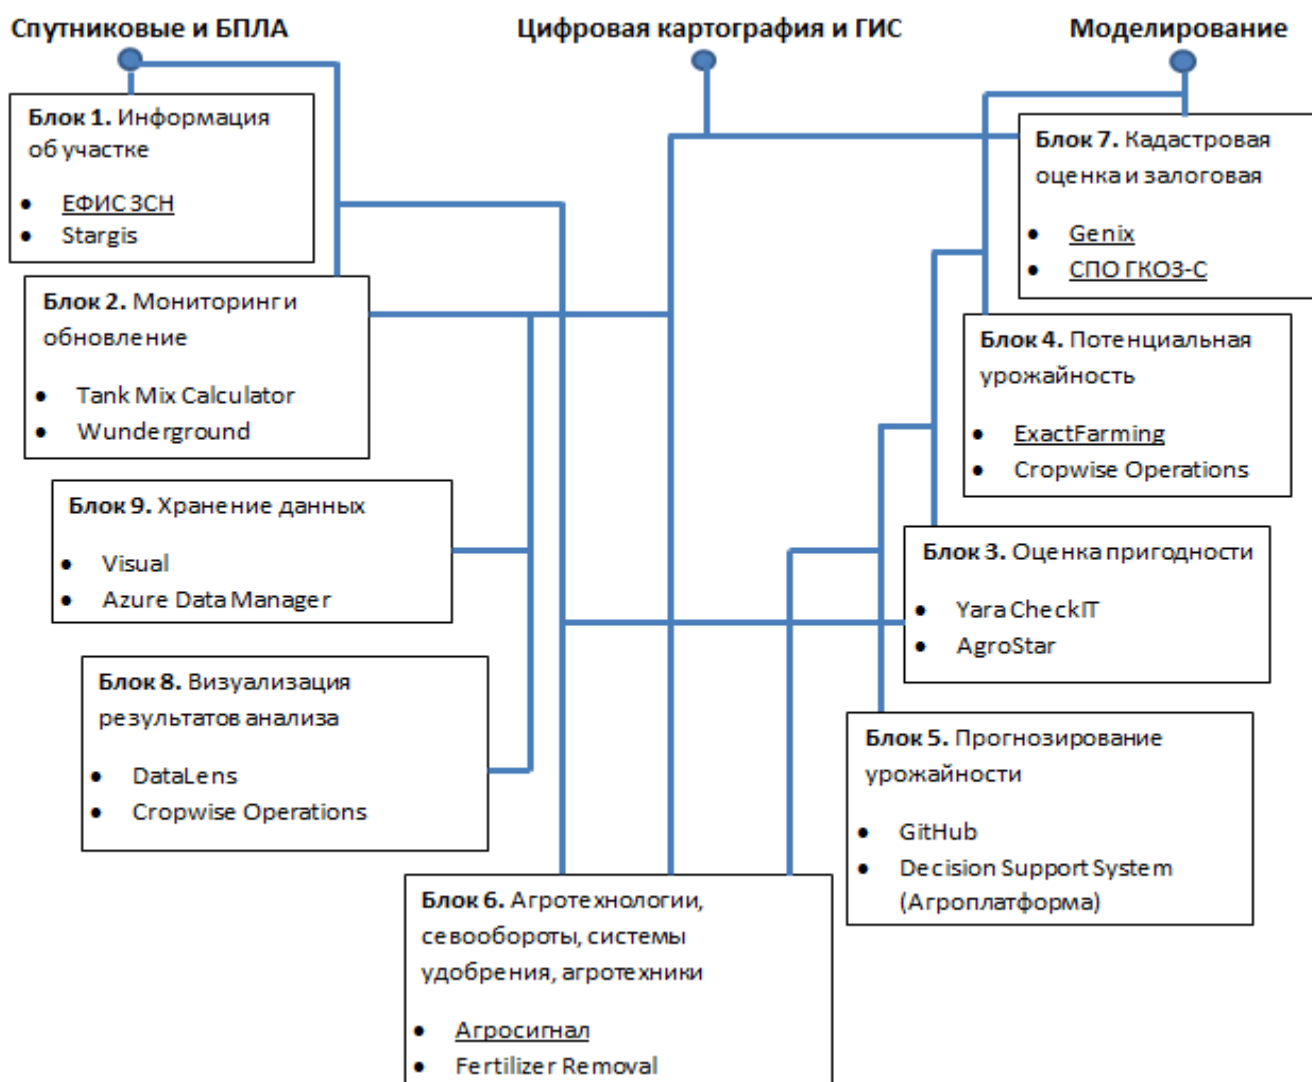 Спутниковые и БПЛА
Цифровая картография и ГИС
Моделирование
Блок 1. Информация
об участке
• ЕФИС ЗСН
• Stargis
Блок 2. Мониторинг и
обновление
• Tank Mix Calculator
• Wunderground
Блок 9. Хранение данных
• Visual
• Azure Data Manager
Блок 8. Визуализация
результатов анализа
• DataLens
• Cropwise Operations
Блок 6. Агротехнологии,
севообороты, системы
удобрения, агротехники
• Агросигнал
• Fertilizer Removal
Блок 7. Кадастровая
оценка и залоговая
• Genix
• СПО ГКОЗ-С
Блок 4. Потенциальная
урожайность
• ExactFarming
• Cropwise Operations
Блок 3. Оценка пригодности
• Yara CheckIT
• AgroStar
Блок 5. Прогнозирование
урожайности
• GitHub
• Decision Support System
(Агроплатформа)